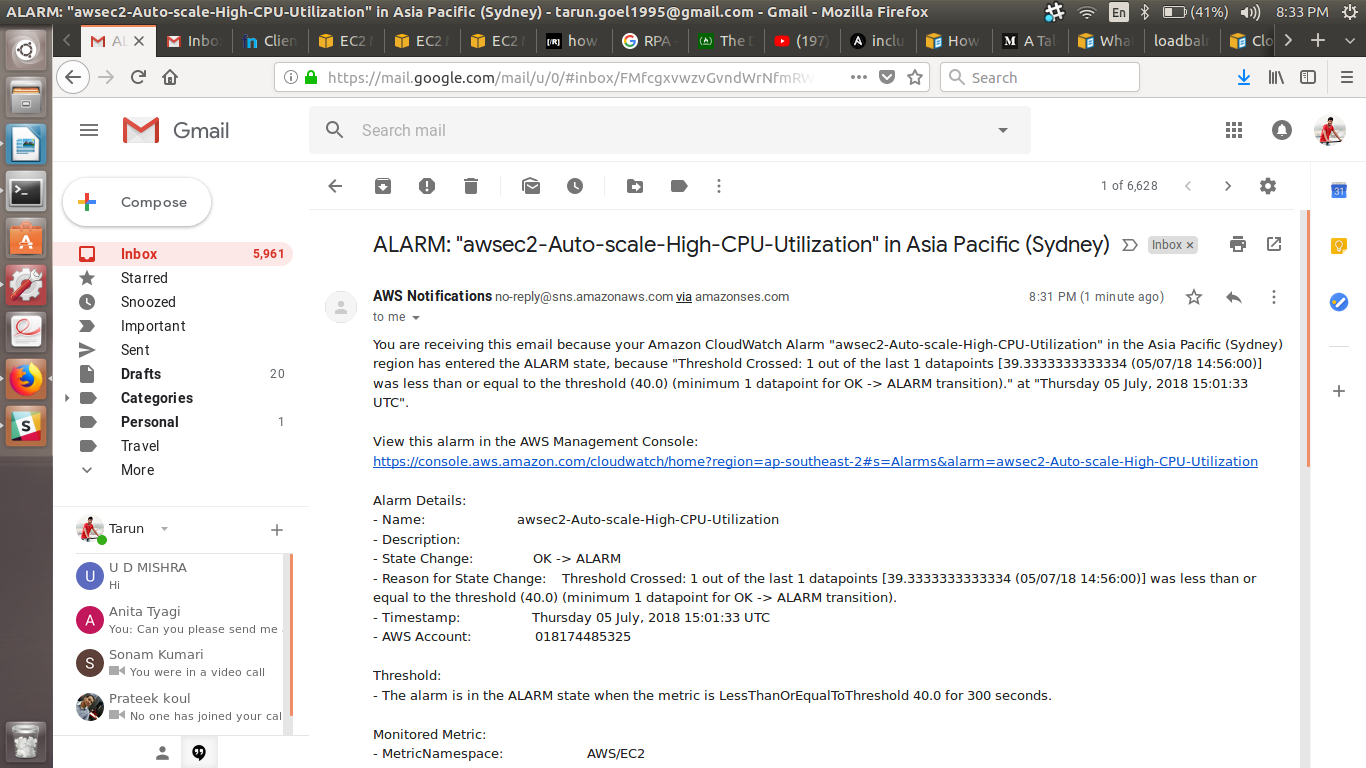 ALARM: "awsec2-Auto-scale-High-CPU-Utilization" in Asia Pacific (Sydney) - tarun.goel1995@gmail.com - Gmail - Mozilla Firefox
En (41%) 8:33 PM
AL Inbo Clien EC2 EC2 EC2 how RPA The D (197) inclu How A Tal What loadbalr Clo
https://mail.google.com/mail/u/0/#inbox/FMfcgxvwzvGvndWrNfmRW
Search
Gmail
Search mail
Compose
1 of 6,628
31
Inbox 5,961
Starred
Snoozed
Important
Sent
Drafts 20
Categories
Personal 1
Travel
More
Tarun
U
U D MISHRA
Hi
A
Anita Tyagi
You: Can you please send me
S
Sonam Kumari
You were in a video call
Prateek koul
No one has joined your cal
ALARM: "awsec2-Auto-scale-High-CPU-Utilization" in Asia Pacific (Sydney) Inbox x
AWS Notifications no-reply@sns.amazonaws.com via amazonses.com 8:31 PM (1 minute ago)
to me
You are receiving this email because your Amazon CloudWatch Alarm "awsec2-Auto-scale-High-CPU-Utilization" in the Asia Pacific (Sydney)
region has entered the ALARM state, because "Threshold Crossed: 1 out of the last 1 datapoints [39.3333333333334 (05/07/18 14:56:00)]
was less than or equal to the threshold (40.0) (minimum 1 datapoint for OK -> ALARM transition)." at "Thursday 05 July, 2018 15:01:33
UTC".
View this alarm in the AWS Management Console:
https://console.aws.amazon.com/cloudwatch/home?region=ap-southeast-2#s=Alarms&alarm=awsec2-Auto-scale-High-CPU-Utilization
Alarm Details:
- Name: awsec2-Auto-scale-High-CPU-Utilization
- Description:
- State Change: OK -> ALARM
- Reason for State Change: Threshold Crossed: 1 out of the last 1 datapoints [39.3333333333334 (05/07/18 14:56:00)] was less than or
equal to the threshold (40.0) (minimum 1 datapoint for OK -> ALARM transition).
- Timestamp: Thursday 05 July, 2018 15:01:33 UTC
- AWS Account: 018174485325
Threshold:
- The alarm is in the ALARM state when the metric is LessThanOrEqualToThreshold 40.0 for 300 seconds.
Monitored Metric:
- MetricNamespace: AWS/EC2